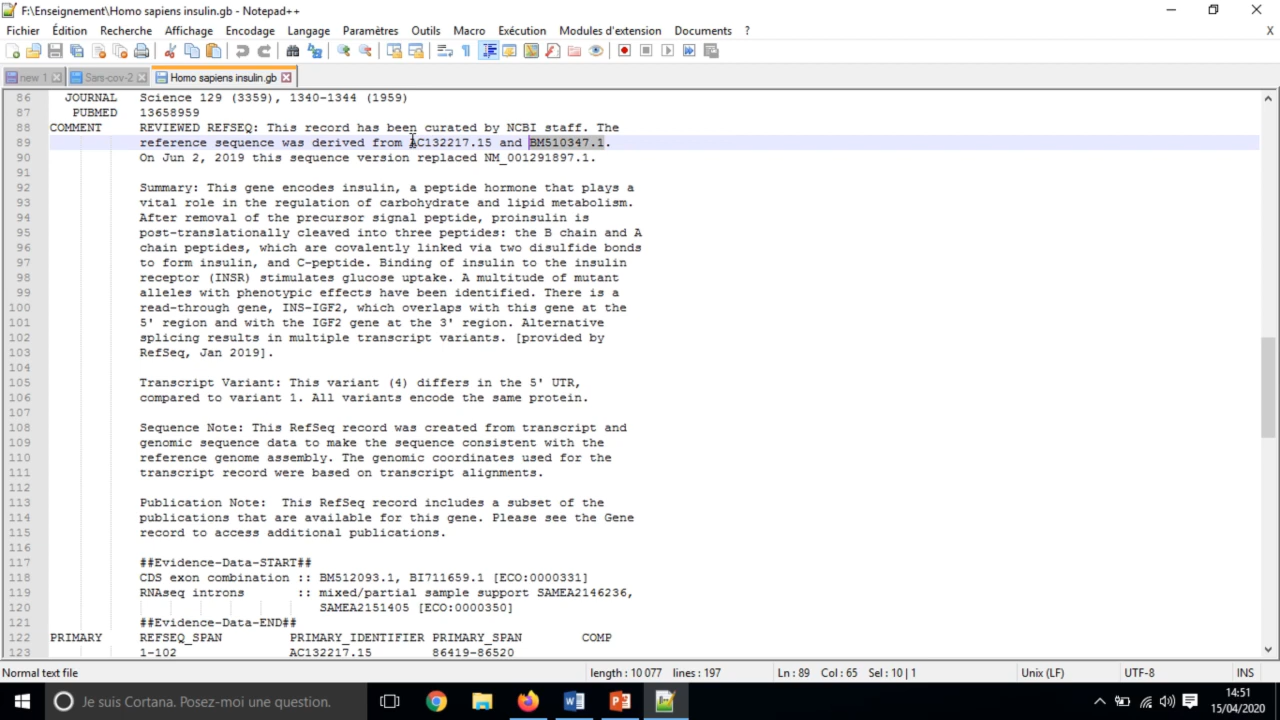 F:\Enseignement\Homo sapiens insulin.gb - Notepad++
Fichier Édition Recherche Affichage Encodage Langage Paramètres Outils Macro Exécution Modules d'extension Documents ? X
new 1 Sars-cov-2 Homo sapiens insulin.gb
86 JOURNAL Science 129 (3359), 1340-1344 (1959)
87 PUBMED 13658959
88 COMMENT REVIEWED REFSEQ: This record has been curated by NCBI staff. The
89 reference sequence was derived from AC132217.15 and BM510347.1.
90 On Jun 2, 2019 this sequence version replaced NM_001291897.1.
91
92 Summary: This gene encodes insulin, a peptide hormone that plays a
93 vital role in the regulation of carbohydrate and lipid metabolism.
94 After removal of the precursor signal peptide, proinsulin is
95 post-translationally cleaved into three peptides: the B chain and A
96 chain peptides, which are covalently linked via two disulfide bonds
97 to form insulin, and C-peptide. Binding of insulin to the insulin
98 receptor (INSR) stimulates glucose uptake. A multitude of mutant
99 alleles with phenotypic effects have been identified. There is a
100 read-through gene, INS-IGF2, which overlaps with this gene at the
101 5' region and with the IGF2 gene at the 3' region. Alternative
102 splicing results in multiple transcript variants. [provided by
103 RefSeq, Jan 2019].
104
105 Transcript Variant: This variant (4) differs in the 5' UTR,
106 compared to variant 1. All variants encode the same protein.
107
108 Sequence Note: This RefSeq record was created from transcript and
109 genomic sequence data to make the sequence consistent with the
110 reference genome assembly. The genomic coordinates used for the
111 transcript record were based on transcript alignments.
112
113 Publication Note:  This RefSeq record includes a subset of the
114 publications that are available for this gene. Please see the Gene
115 record to access additional publications.
116
117 ##Evidence-Data-START##
118 CDS exon combination :: BM512093.1, BI711659.1 [ECO:0000331]
119 RNAseq introns :: mixed/partial sample support SAMEA2146236,
120 SAMEA2151405 [ECO:0000350]
121 ##Evidence-Data-END##
122 PRIMARY REFSEQ_SPAN PRIMARY_IDENTIFIER PRIMARY_SPAN COMP
123 1-102 AC132217.15 86419-86520
Normal text file length : 10 077 lines : 197 Ln : 89 Col : 65 Sel : 10 | 1 Unix (LF) UTF-8 INS
Je suis Cortana. Posez-moi une question.
14:51
15/04/2020